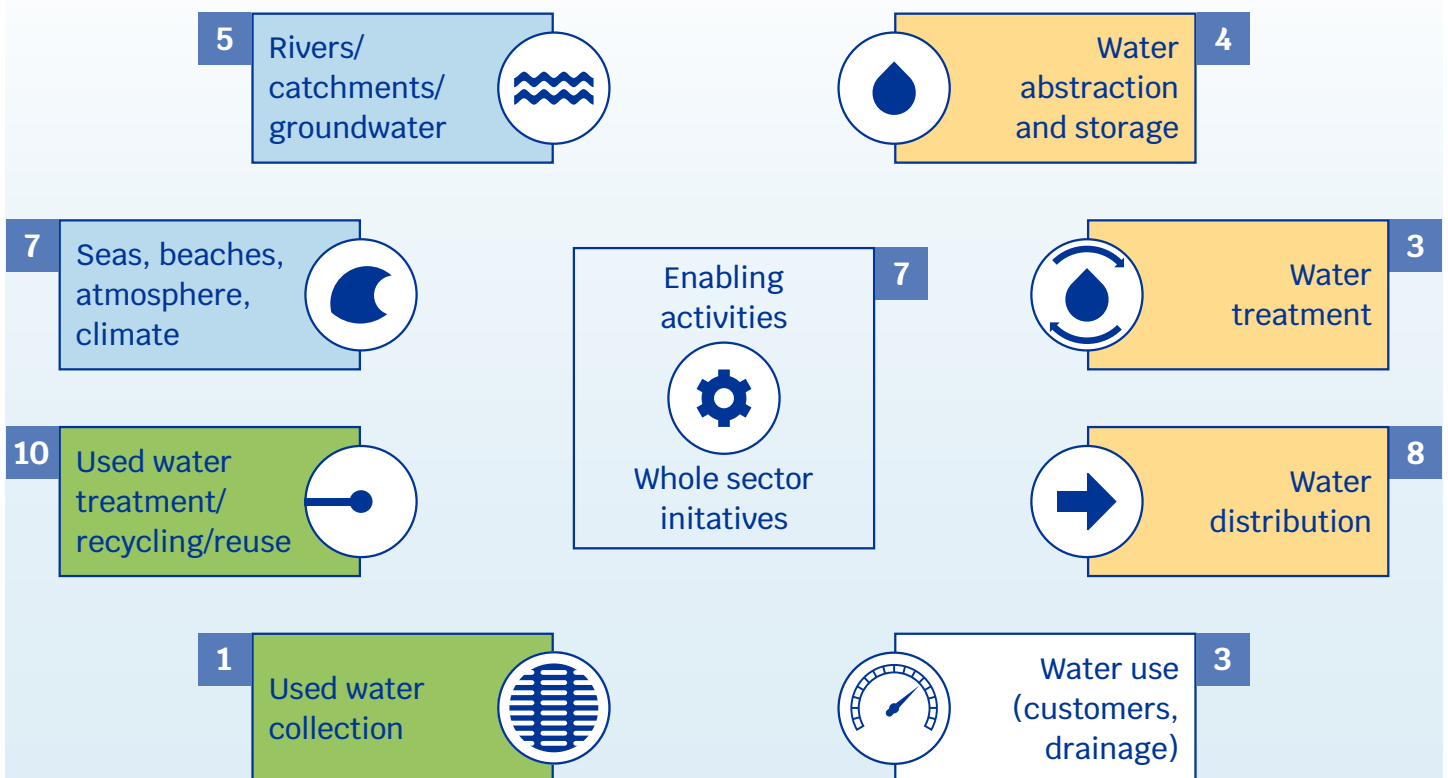 5
Rivers/
catchments/
groundwater
4
Water
abstraction
and storage
7
Seas, beaches,
atmosphere,
climate
Enabling
activities
Whole sector
initatives
7
3
Water
treatment
10
Used water
treatment/
recycling/reuse
8
Water
distribution
1
Used water
collection
3
Water use
(customers,
drainage)